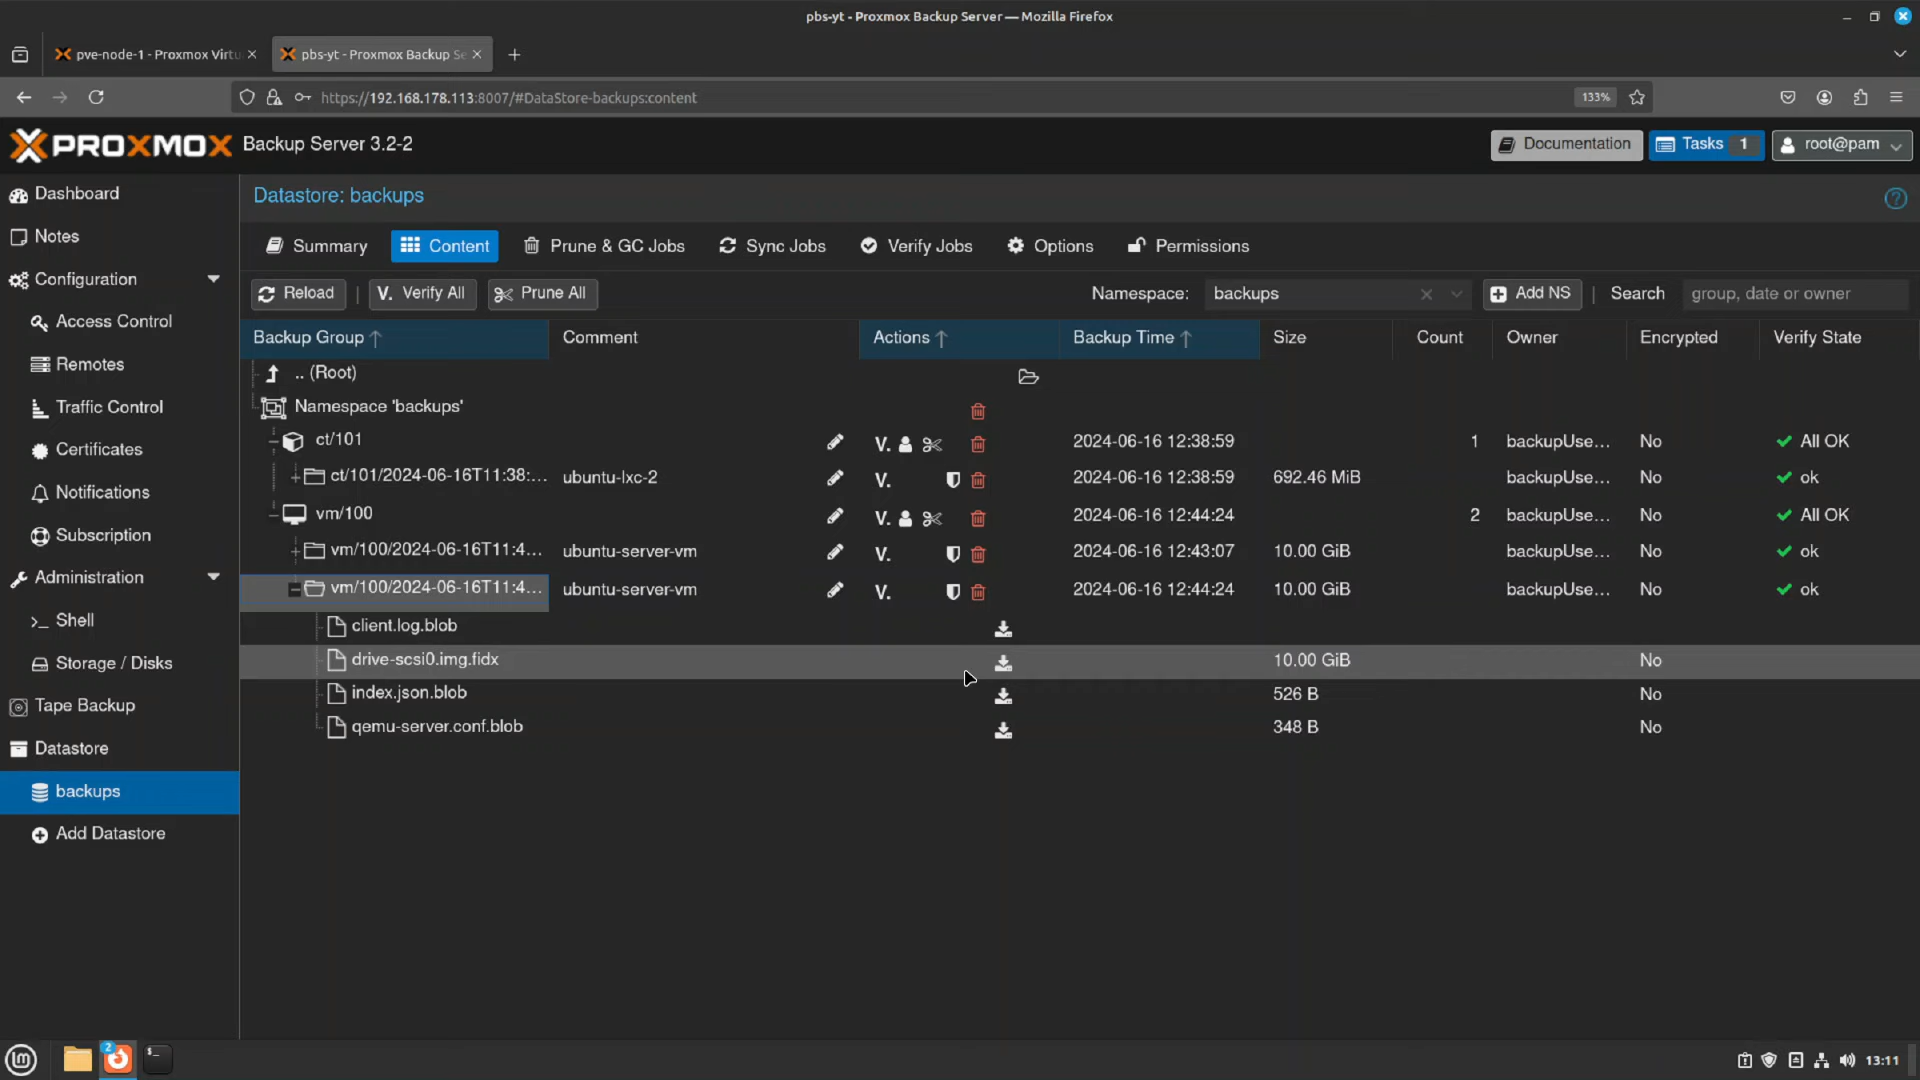 pbs-yt - Proxmox Backup Server — Mozilla Firefox
pve-node-1 - Proxmox Virtu
pbs-yt - Proxmox Backup Se
https://192.168.178.113:8007/#DataStore-backups:content
133%
PROXMOX Backup Server 3.2-2
Documentation
Tasks 1
root@pam
Dashboard
Notes
Configuration
Access Control
Remotes
Traffic Control
Certificates
Notifications
Subscription
Administration
Shell
Storage / Disks
Tape Backup
Datastore
backups
Add Datastore
Datastore: backups
Summary Content Prune & GC Jobs Sync Jobs Verify Jobs Options Permissions
Reload | V. Verify All Prune All Namespace: backups Add NS | Search group, date or owner
Backup Group Comment Actions Backup Time Size Count Owner Encrypted Verify State
.. (Root)
Namespace 'backups'
ct/101 V. 2024-06-16 12:38:59 1 backupUse... No All OK
ct/101/2024-06-16T11:38:... ubuntu-lxc-2 V. 2024-06-16 12:38:59 692.46 MiB backupUse... No ok
vm/100 V. 2024-06-16 12:44:24 2 backupUse... No All OK
vm/100/2024-06-16T11:4... ubuntu-server-vm V. 2024-06-16 12:43:07 10.00 GiB backupUse... No ok
vm/100/2024-06-16T11:4... ubuntu-server-vm V. 2024-06-16 12:44:24 10.00 GiB backupUse... No ok
client.log.blob
drive-scsi0.img.fidx 10.00 GiB No
index.json.blob 526 B No
qemu-server.conf.blob 348 B No
2
13:11